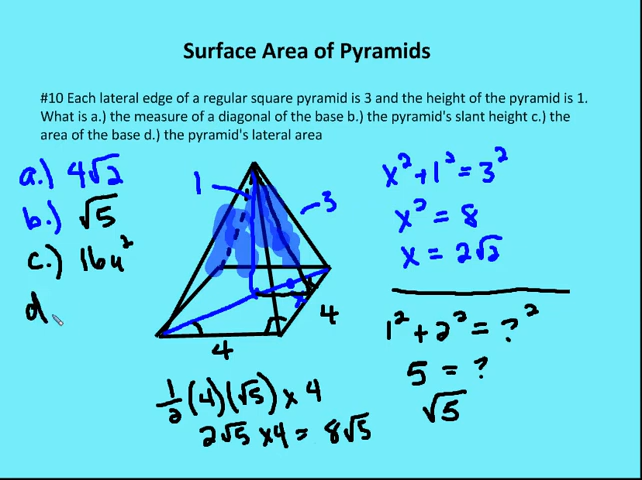 Surface Area of Pyramids
#10 Each lateral edge of a regular square pyramid is 3 and the height of the pyramid is 1.
What is a.) the measure of a diagonal of the base b.) the pyramid's slant height c.) the
area of the base d.) the pyramid's lateral area
a.) 4√2
b.) √5
c.) 16u²
d
1
3
x
4
4
½(4)(√5) × 4
2√5 × 4 = 8√5
x² + 1² = 3²
x² = 8
x = 2√2
1² + 2² = ?²
5 = ?
√5